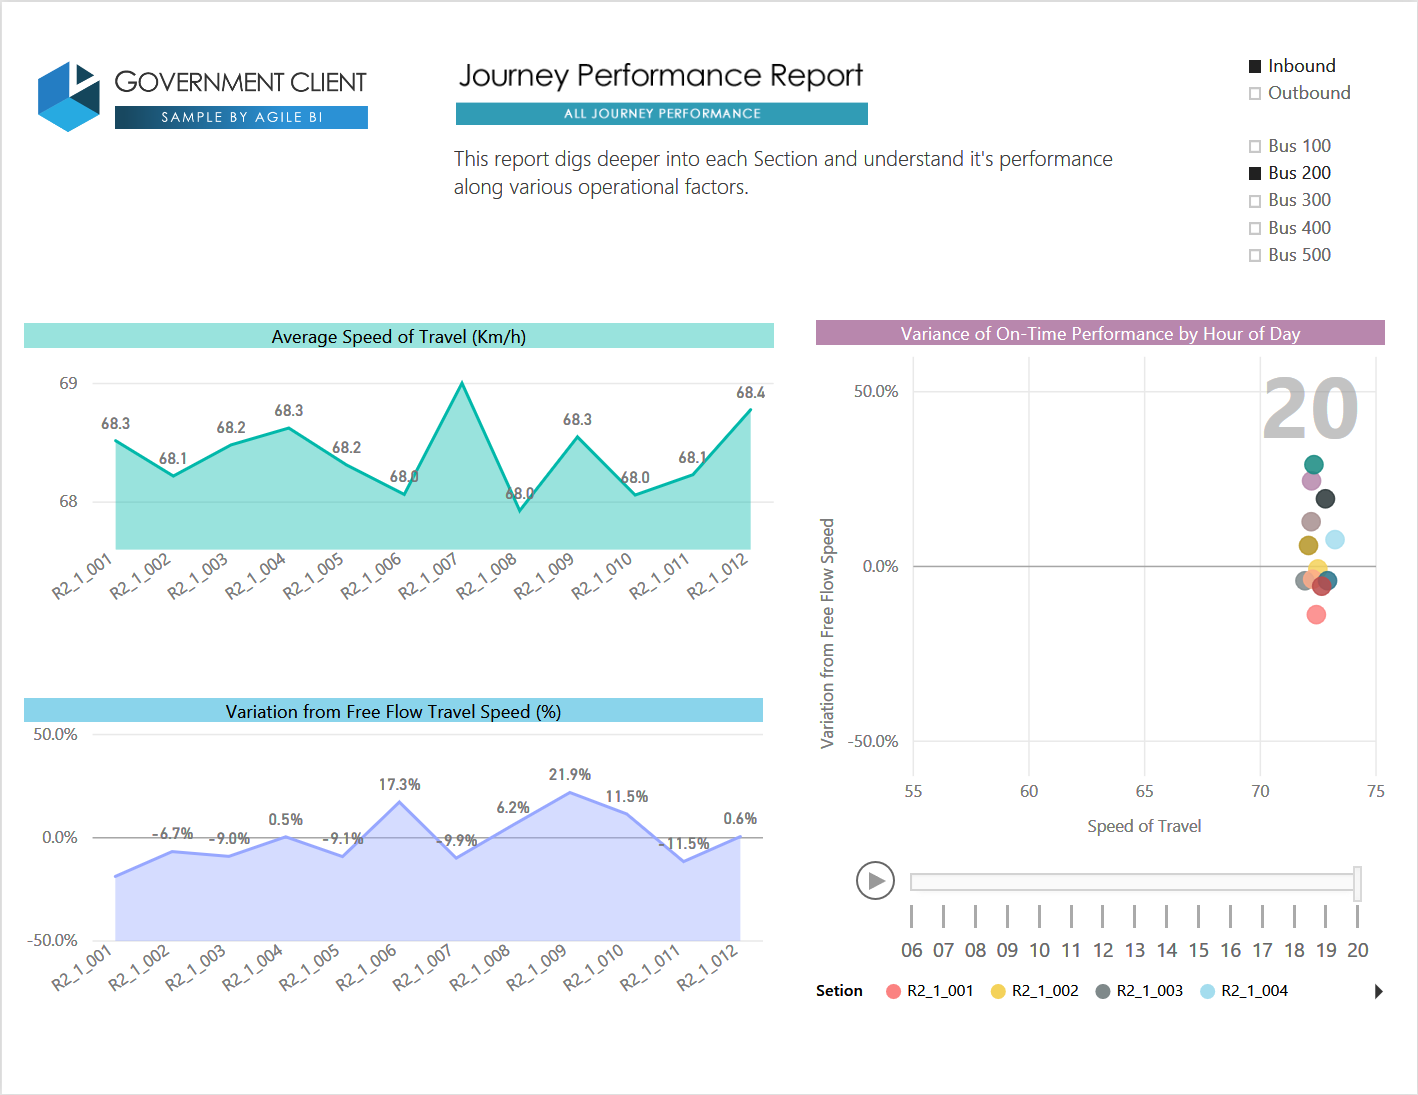 GOVERNMENT CLIENT
SAMPLE BY AGILE BI
Journey Performance Report
ALL JOURNEY PERFORMANCE
This report digs deeper into each Section and understand it's performance
along various operational factors.
Inbound
Outbound
Bus 100
Bus 200
Bus 300
Bus 400
Bus 500
Average Speed of Travel (Km/h)
69
68
68.3
68.1
68.2
68.3
68.2
68.0
68.0
68.3
68.0
68.1
68.4
R2_1_001
R2_1_002
R2_1_003
R2_1_004
R2_1_005
R2_1_006
R2_1_007
R2_1_008
R2_1_009
R2_1_010
R2_1_011
R2_1_012
Variation from Free Flow Travel Speed (%)
50.0%
0.0%
-50.0%
-6.7%
-9.0%
0.5%
-9.1%
17.3%
-9.9%
6.2%
21.9%
11.5%
-11.5%
0.6%
R2_1_001
R2_1_002
R2_1_003
R2_1_004
R2_1_005
R2_1_006
R2_1_007
R2_1_008
R2_1_009
R2_1_010
R2_1_011
R2_1_012
Variance of On-Time Performance by Hour of Day
20
Variation from Free Flow Speed
50.0%
0.0%
-50.0%
55 60 65 70 75
Speed of Travel
06 07 08 09 10 11 12 13 14 15 16 17 18 19 20
Setion R2_1_001 R2_1_002 R2_1_003 R2_1_004